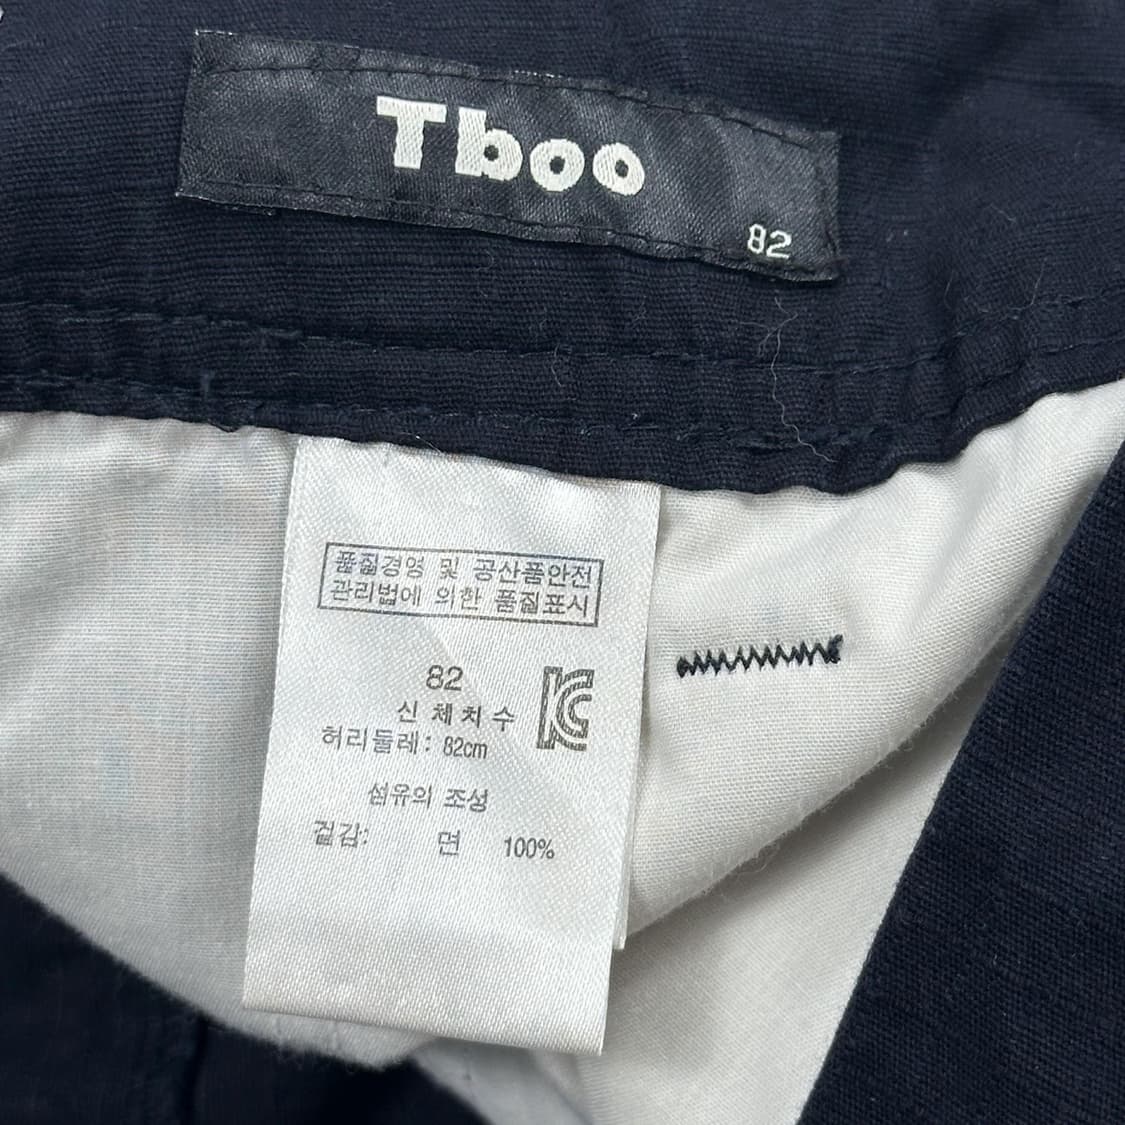 Tboo
82
품질경영 및 공산품안전
관리법에 의한 품질표시
82
신 체 치 수
허리둘레: 82cm
섬유의 조성
겉감: 면 100%